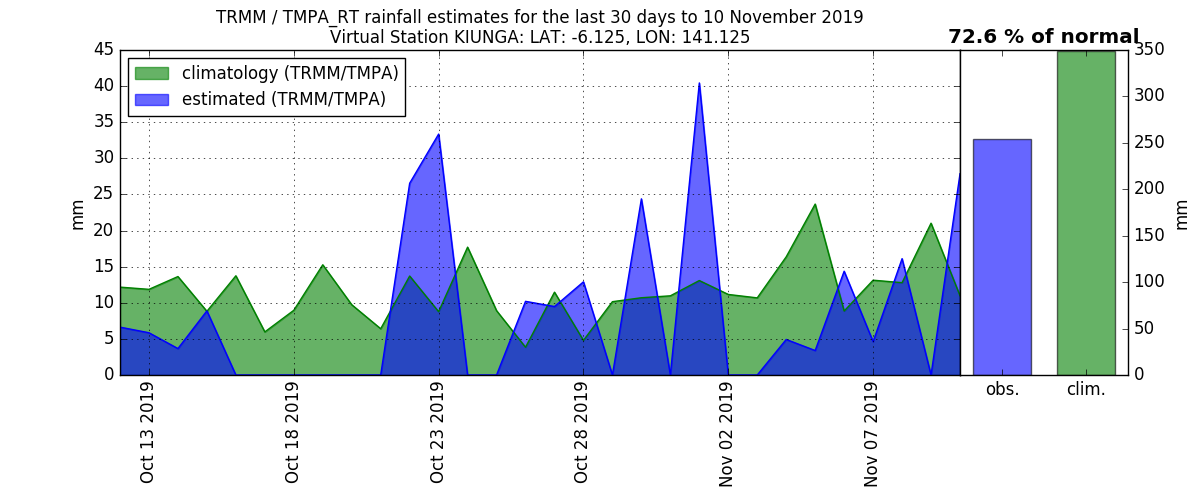 TRMM / TMPA_RT rainfall estimates for the last 30 days to 10 November 2019
Virtual Station KIUNGA: LAT: -6.125, LON: 141.125
72.6 % of normal
climatology (TRMM/TMPA)
estimated (TRMM/TMPA)
45
40
35
30
25
20
15
10
5
0
mm
Oct 13 2019
Oct 18 2019
Oct 23 2019
Oct 28 2019
Nov 02 2019
Nov 07 2019
350
300
250
200
150
100
50
0
mm
obs.
clim.